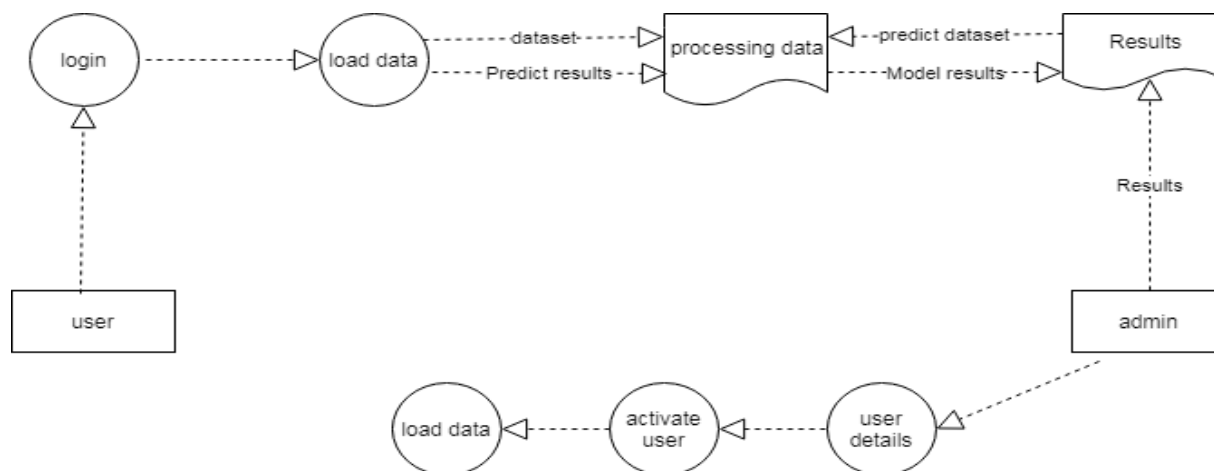 login
load data
dataset
Predict results
processing data
predict dataset
Model results
Results
Results
user
admin
load data
activate
user
user
details